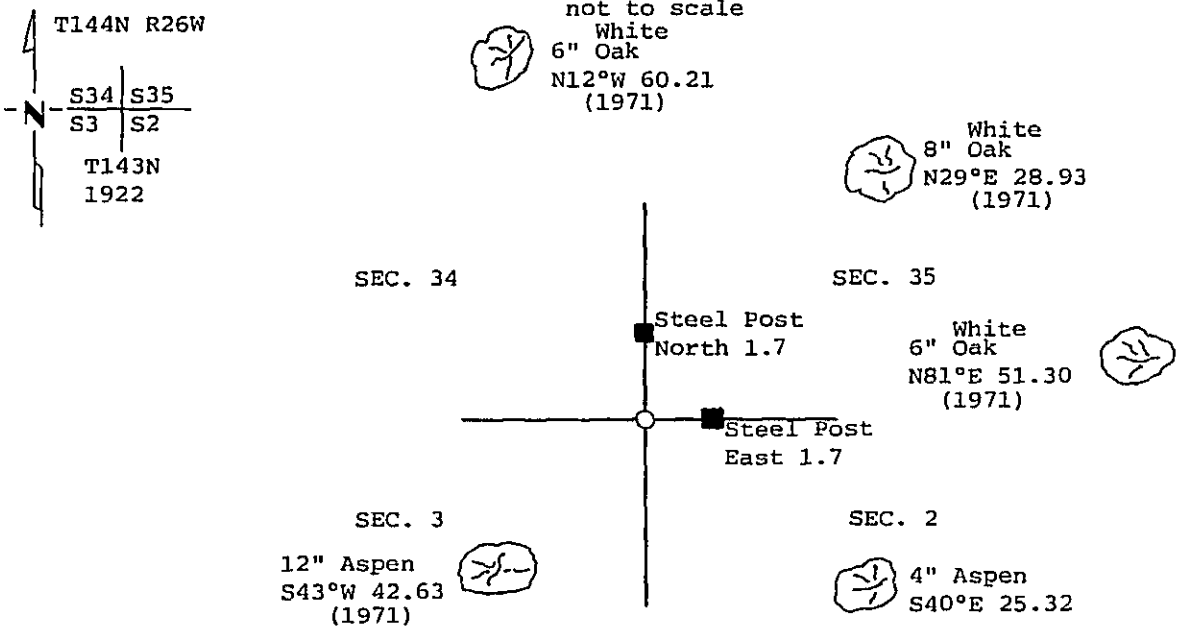 T144N R26W
N
S34 S35
S3 S2
T143N
1922
not to scale
White
6" Oak
N12°W 60.21
(1971)
White
8" Oak
N29°E 28.93
(1971)
SEC. 34
SEC. 35
Steel Post
North 1.7
White
6" Oak
N81°E 51.30
(1971)
Steel Post
East 1.7
SEC. 3
SEC. 2
12" Aspen
S43°W 42.63
(1971)
4" Aspen
S40°E 25.32